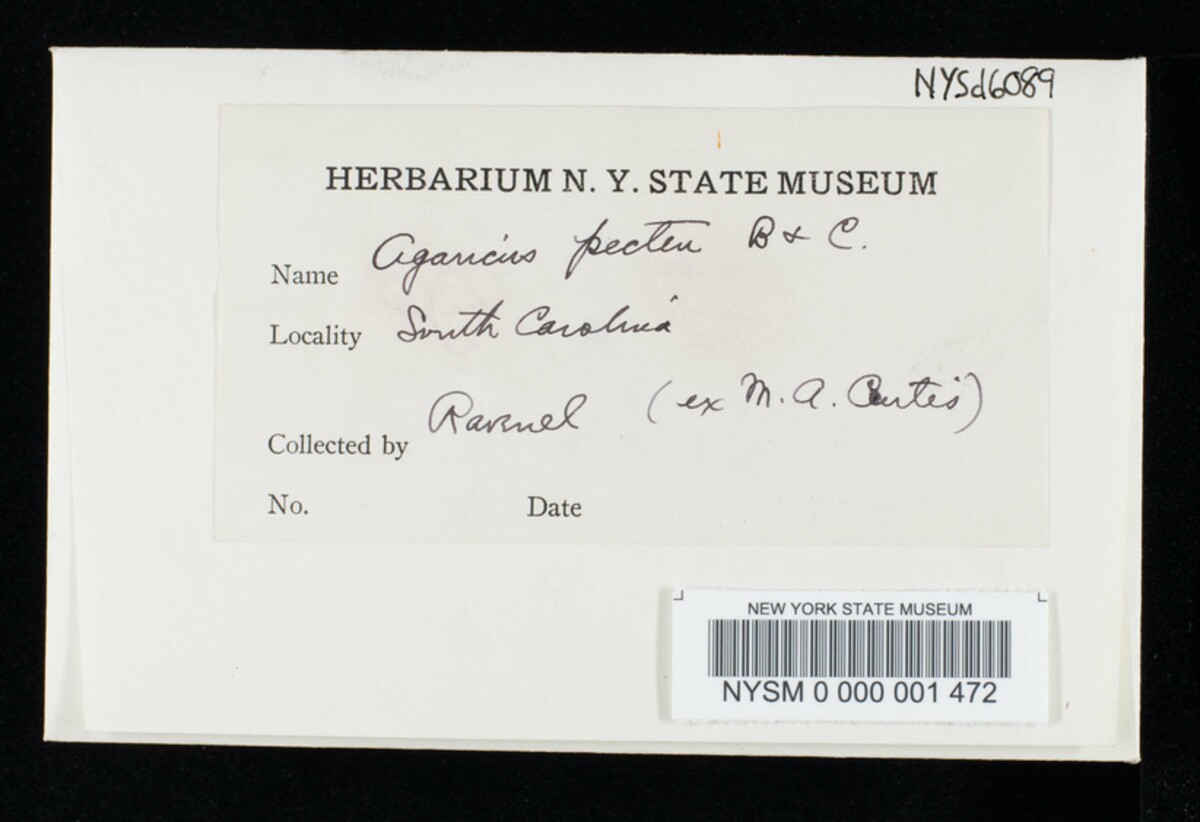 NYSd6089
HERBARIUM N. Y. STATE MUSEUM
Name Agaricus pecten B & C.
Locality South Carolina
Collected by Ravenel (ex M. A. Curtis)
No. Date
NEW YORK STATE MUSEUM
NYSM 0 000 001 472